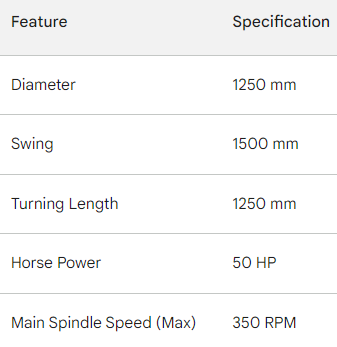 Feature Specification
Diameter 1250 mm
Swing 1500 mm
Turning Length 1250 mm
Horse Power 50 HP
Main Spindle Speed (Max) 350 RPM